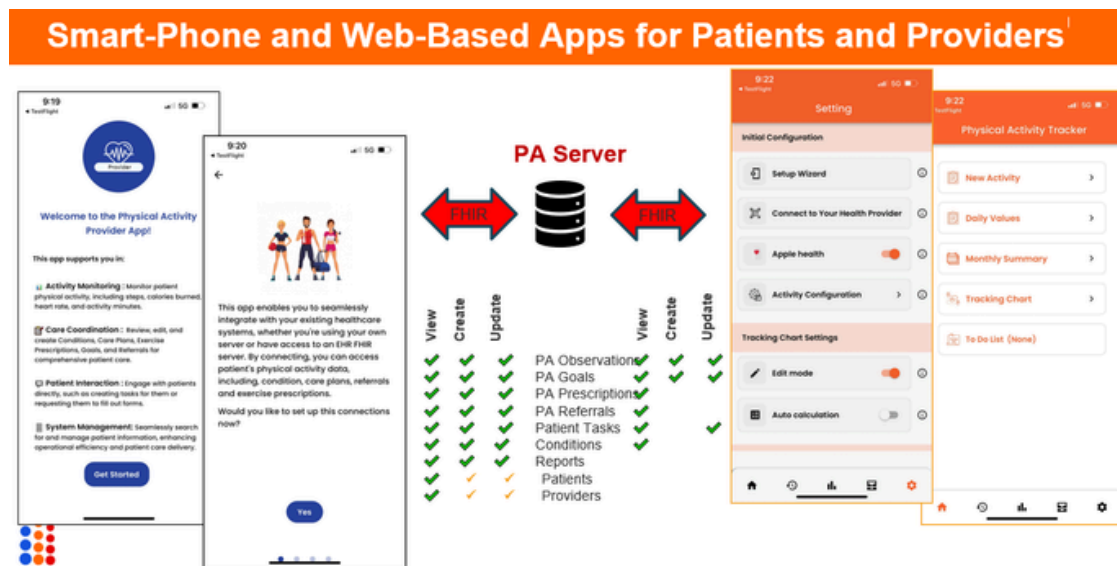 Smart-Phone and Web-Based Apps for Patients and Providers
9:19
TestFlight
5G
Provider
Welcome to the Physical Activity
Provider App!
This app supports you in:
Activity Monitoring : Monitor patient
physical activity, including steps, calories burned,
heart rate, and activity minutes.
Care Coordination : Review, edit, and
create Conditions, Care Plans, Exercise
Prescriptions, Goals, and Referrals for
comprehensive patient care.
Patient Interaction : Engage with patients
directly, such as creating tasks for them or
requesting them to fill out forms.
System Management: Seamlessly search
for and manage patient information, enhancing
operational efficiency and patient care delivery.
Get Started
9:20
TestFlight
5G
This app enables you to seamlessly
integrate with your existing healthcare
systems, whether you're using your own
server or have access to an EHR FHIR
server. By connecting, you can access
patient's physical activity data,
including, condition, care plans, referrals
and exercise prescriptions.
Would you like to set up this connections
now?
Yes
PA Server
FHIR
FHIR
View
Create
Update
View
Create
Update
PA Observations
PA Goals
PA Prescriptions
PA Referrals
Patient Tasks
Conditions
Reports
Patients
Providers
9:22
TestFlight
5G
Setting
Initial Configuration
Setup Wizard
Connect to Your Health Provider
Apple health
Activity Configuration
Tracking Chart Settings
Edit mode
Auto calculation
9:22
TestFlight
5G
Physical Activity Tracker
New Activity
Daily Values
Monthly Summary
Tracking Chart
To Do List (None)